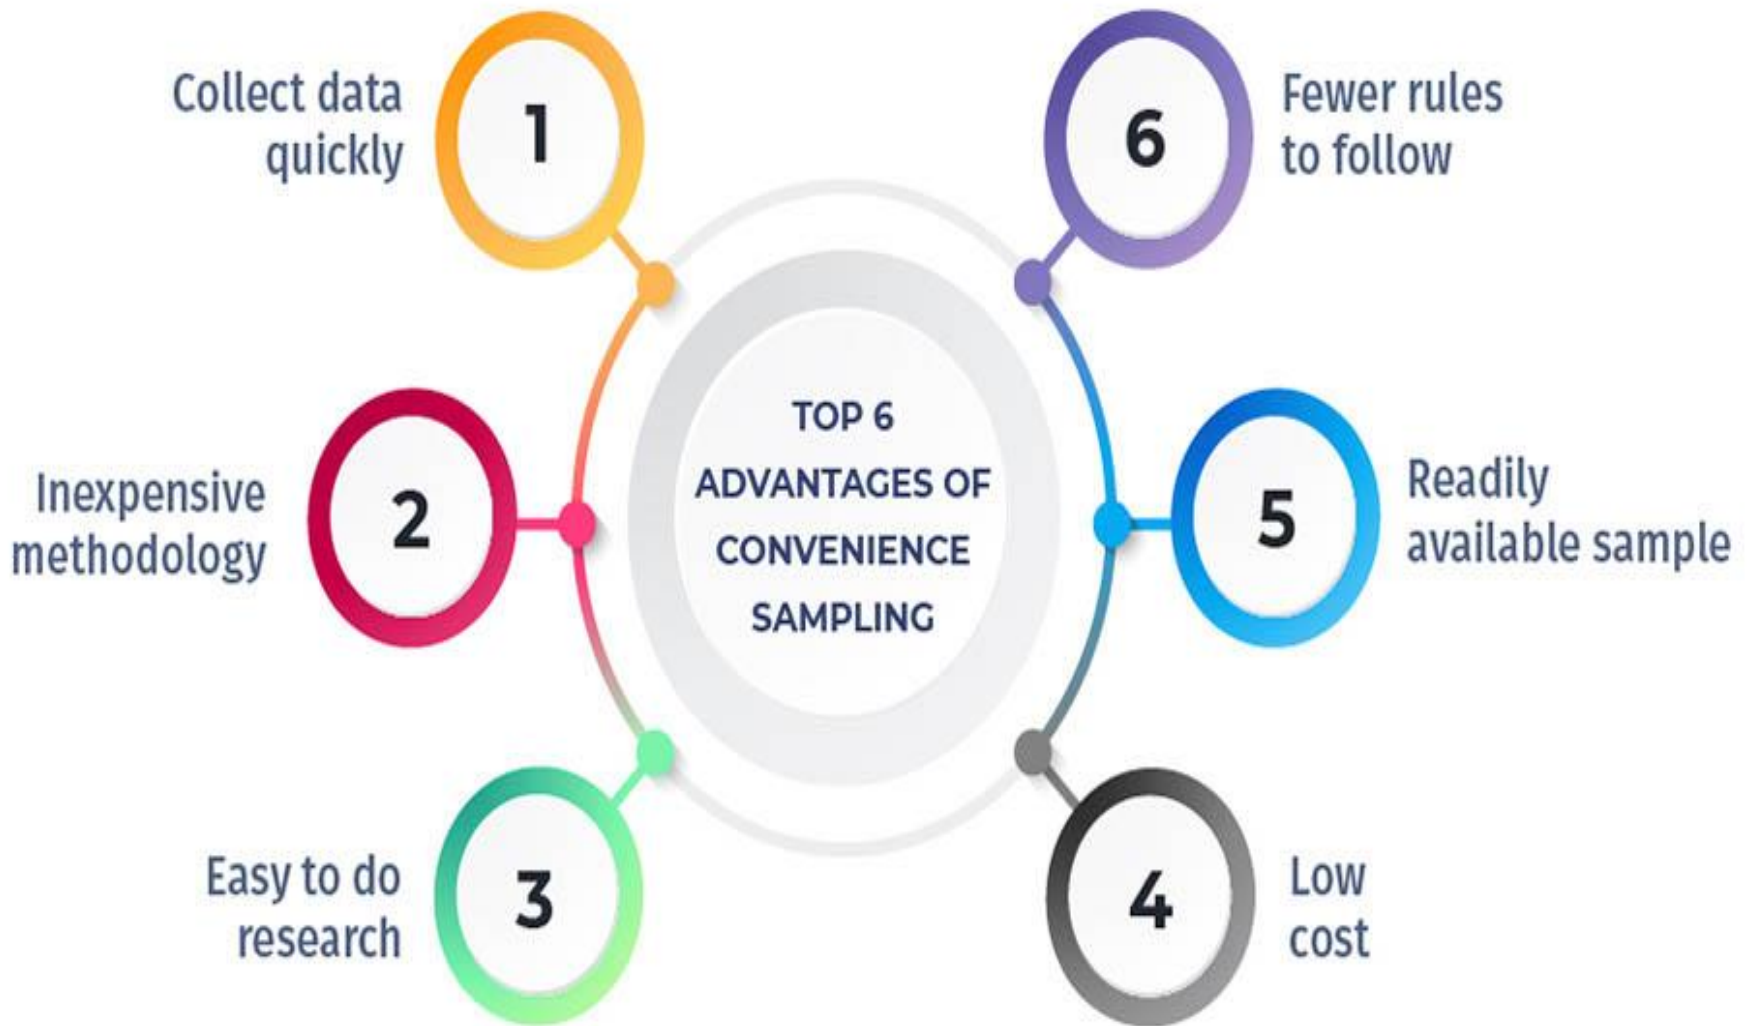 TOP 6
ADVANTAGES OF
CONVENIENCE
SAMPLING
1
Collect data
quickly
2
Inexpensive
methodology
3
Easy to do
research
4
Low
cost
5
Readily
available sample
6
Fewer rules
to follow